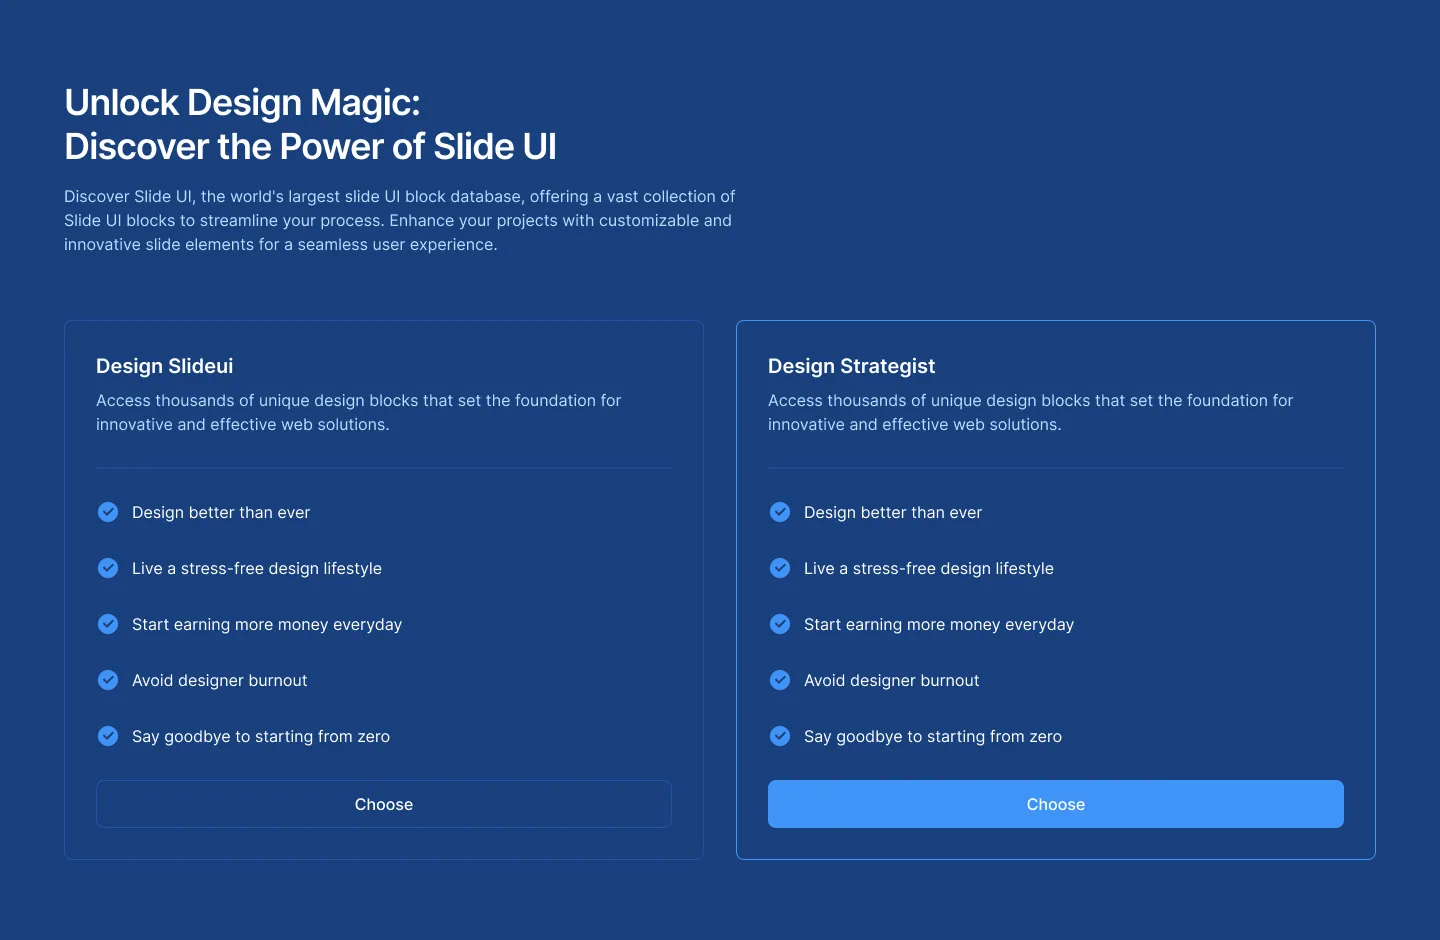 Unlock Design Magic:
Discover the Power of Slide UI
Discover Slide UI, the world's largest slide UI block database, offering a vast collection of
Slide UI blocks to streamline your process. Enhance your projects with customizable and
innovative slide elements for a seamless user experience.
Design Slideui
Access thousands of unique design blocks that set the foundation for
innovative and effective web solutions.
Design better than ever
Live a stress-free design lifestyle
Start earning more money everyday
Avoid designer burnout
Say goodbye to starting from zero
Choose
Design Strategist
Access thousands of unique design blocks that set the foundation for
innovative and effective web solutions.
Design better than ever
Live a stress-free design lifestyle
Start earning more money everyday
Avoid designer burnout
Say goodbye to starting from zero
Choose